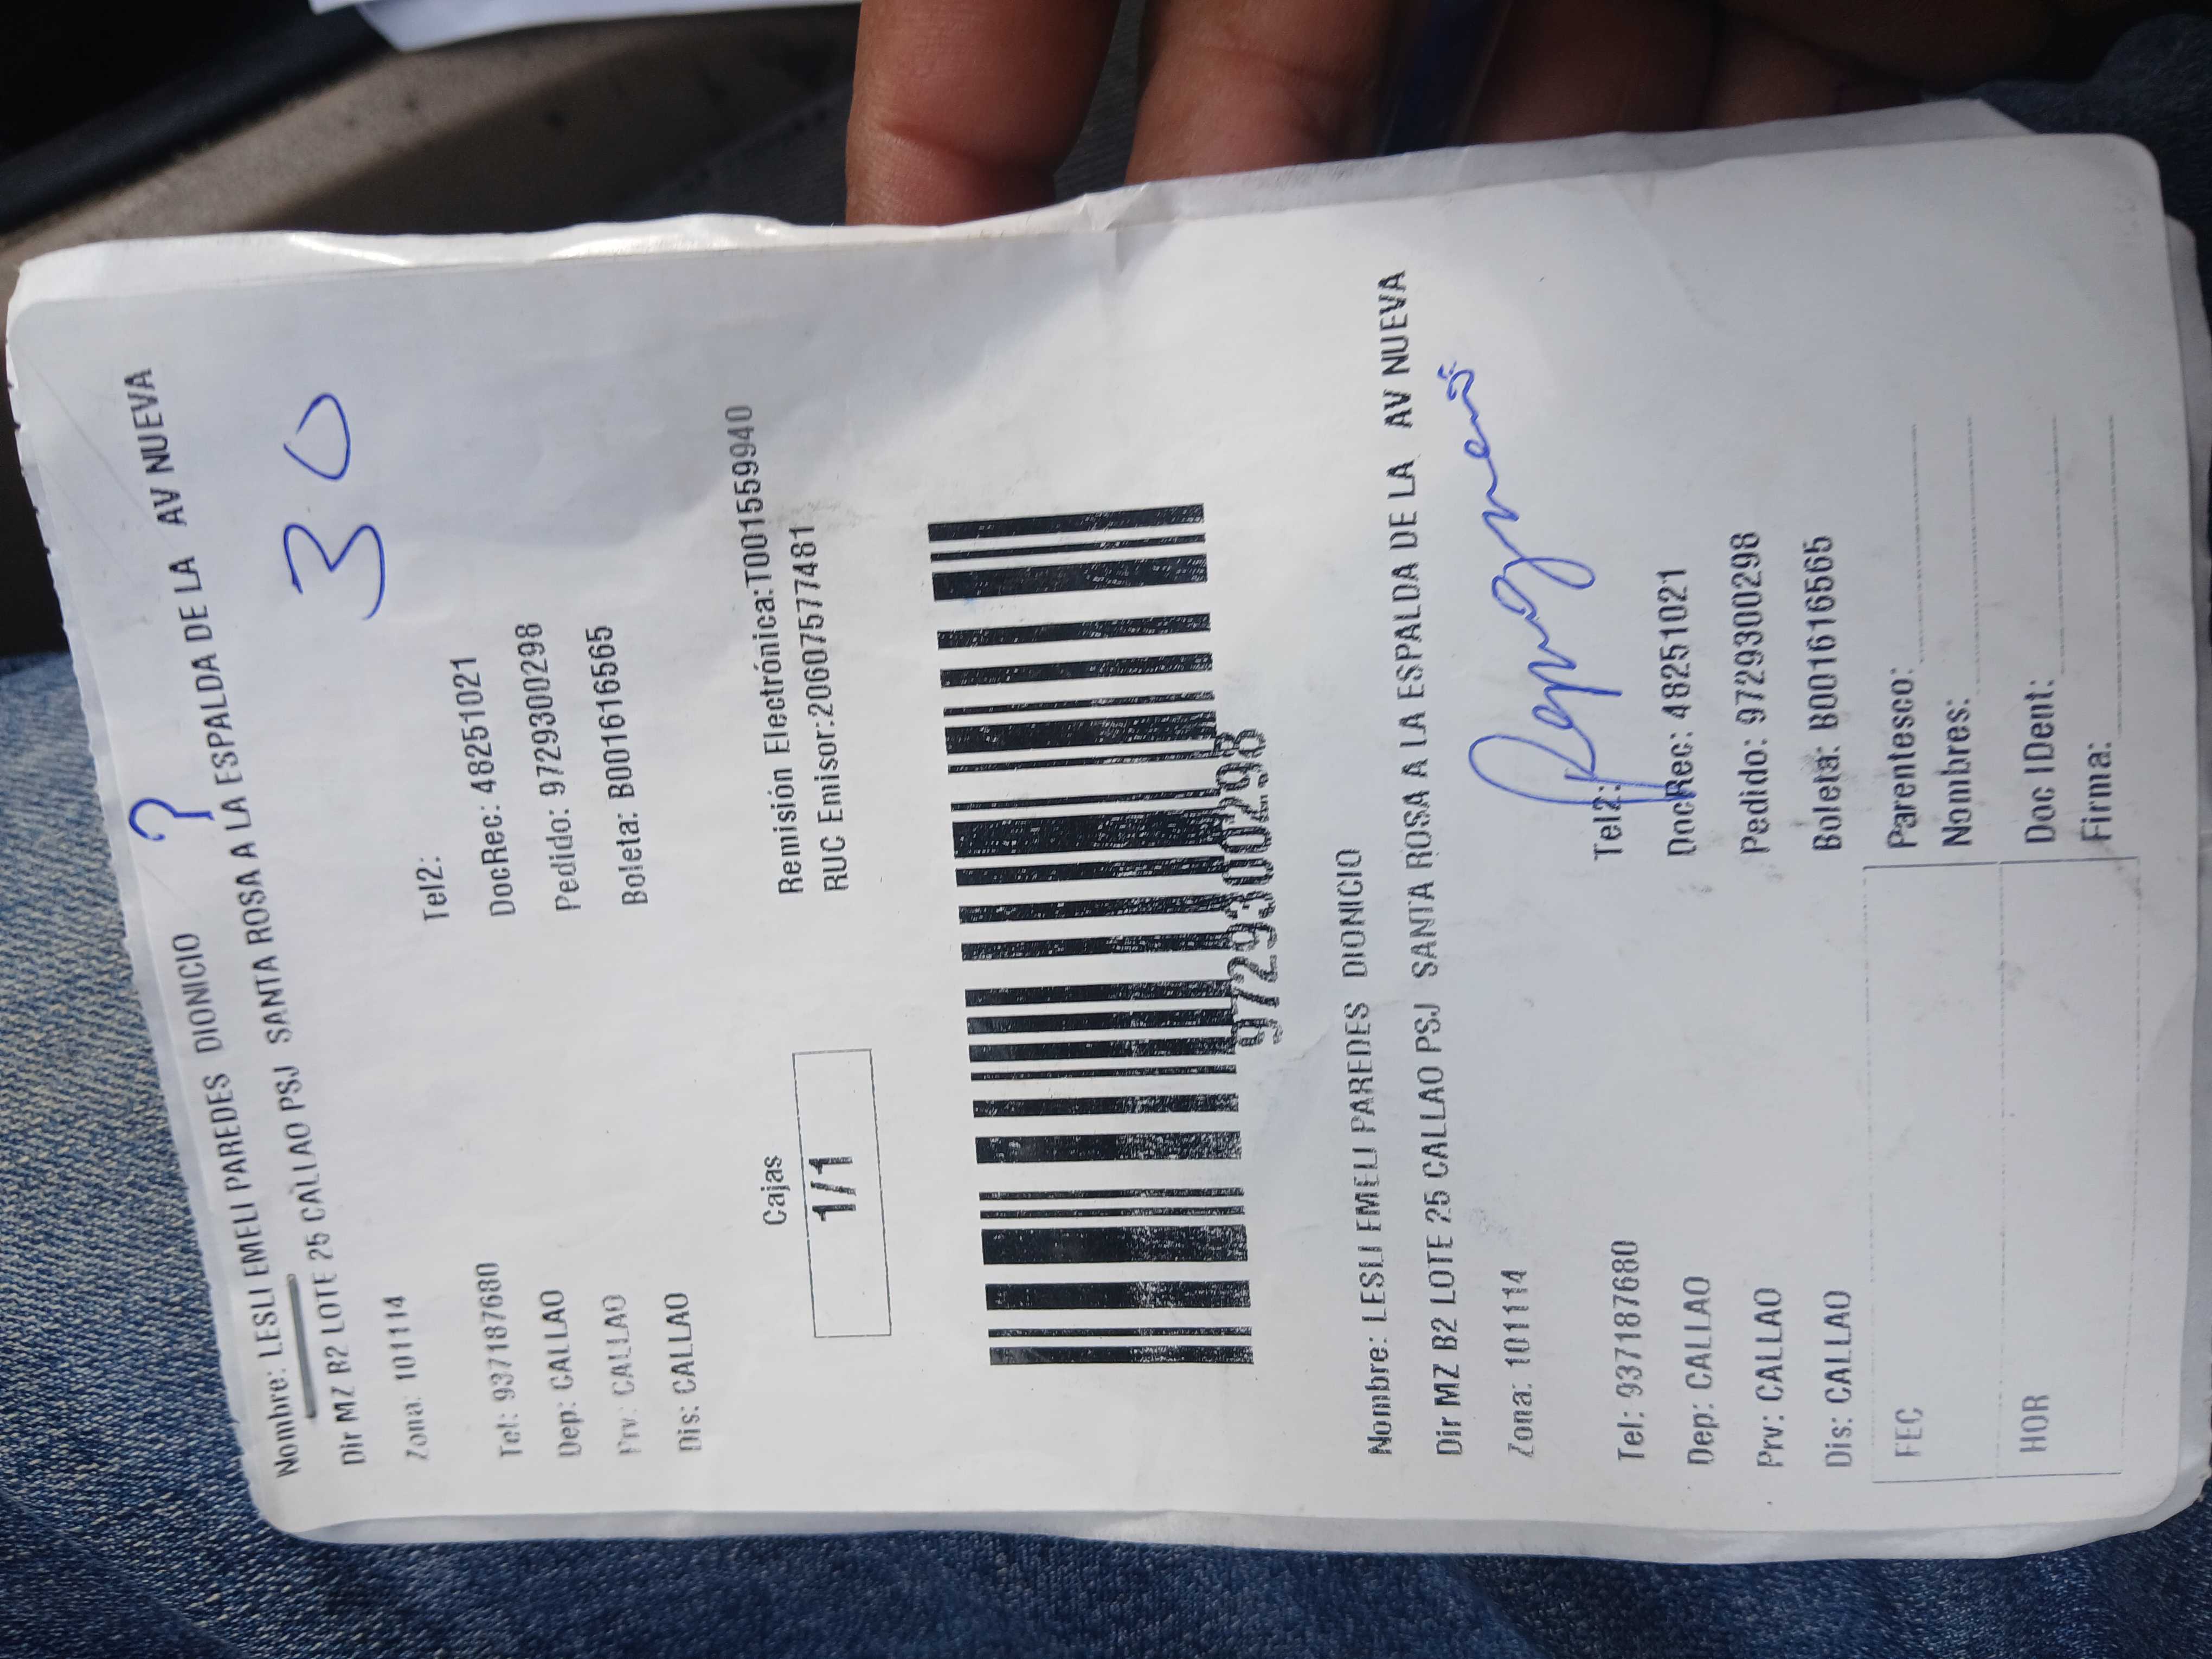 ?
Nombre: LESLI EMELI PAREDES DIONICIO
Dir MZ B2 LOTE 25 CALLAO PSJ SANTA ROSA A LA ESPALDA DE LA AV NUEVA
30
Zona: 101114
Tel: 937187680 Tel2:
Dep: CALLAO DocRec: 48251021
Prv: CALLAO Pedido: 9729300298
Dis: CALLAO Boleta: B001616565
Cajas
1/1
Remisión Electrónica:T001559940
RUC Emisor:20607577481
9729300298
Nombre: LESLI EMELI PAREDES DIONICIO
Dir MZ B2 LOTE 25 CALLAO PSJ SANTA ROSA A LA ESPALDA DE LA AV NUEVA
Zona: 101114
Tel: 937187680 Tel2:
Dep: CALLAO DocRec: 48251021
Prv: CALLAO Pedido: 9729300298
Dis: CALLAO Boleta: B001616565
FEC Parentesco:
Nombres:
HOR Doc IDent:
Firma: